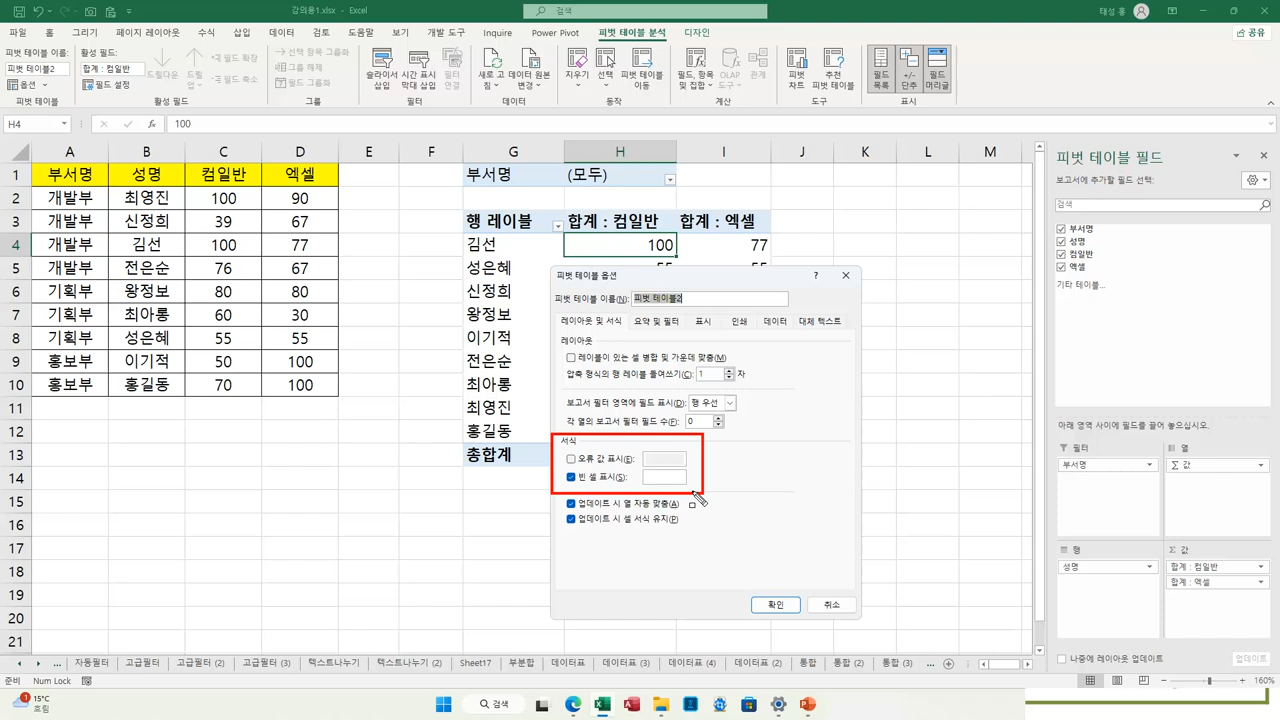 강의용1.xlsx - Excel
검색
태성 홍
파일 홈 그리기 페이지 레이아웃 수식 삽입 데이터 검토 도움말 보기 개발 도구 Inquire Power Pivot 피벗 테이블 분석 디자인
공유
피벗 테이블 이름:
피벗 테이블2
옵션
피벗 테이블
활성 필드:
합계 : 컴일반
필드 설정
드릴다운
드릴업
필드 확장
필드 축소
활성 필드
선택 항목 그룹화
그룹 해제
필드 그룹화
그룹
슬라이서 삽입
시간 표시 막대 삽입
필터 연결
필터
새로 고침
데이터 원본 변경
데이터
지우기
선택
피벗 테이블 이동
동작
필드, 항목 및 집합
OLAP 도구
관계
계산
피벗 차트
추천 피벗 테이블
도구
필드 목록
+/- 단추
필드 머리글
표시
H4
fx
100
A B C D E F G H I J K L M
1 부서명 성명 컴일반 엑셀 부서명 (모두)
2 개발부 최영진 100 90
3 개발부 신정희 39 67 행 레이블 합계 : 컴일반 합계 : 엑셀
4 개발부 김선 100 77 김선 100 77
5 개발부 전은순 76 67 성은혜
6 기획부 왕정보 80 80 신정희
7 기획부 최아롱 60 30 왕정보
8 기획부 성은혜 55 55 이기적
9 홍보부 이기적 50 100 전은순
10 홍보부 홍길동 70 100 최아롱
11 최영진
12 홍길동
13 총합계
14
15
16
17
18
19
20
21
피벗 테이블 옵션
?
피벗 테이블 이름(N): 피벗 테이블2
레이아웃 및 서식 요약 및 필터 표시 인쇄 데이터 대체 텍스트
레이아웃
레이블이 있는 셀 병합 및 가운데 맞춤(M)
압축 형식의 행 레이블 들여쓰기(C): 1 자
보고서 필터 영역에 필드 표시(D): 행 우선
각 열의 보고서 필터 필드 수(F): 0
서식
오류 값 표시(E):
빈 셀 표시(S):
업데이트 시 열 자동 맞춤(A)
업데이트 시 셀 서식 유지(P)
확인 취소
피벗 테이블 필드
보고서에 추가할 필드 선택:
검색
부서명
성명
컴일반
엑셀
기타 테이블...
아래 영역 사이에 필드를 끌어 놓으십시오.
필터
부서명
열
Σ 값
행
성명
Σ 값
합계 : 컴일반
합계 : 엑셀
나중에 레이아웃 업데이트
업데이트
자동필터 고급필터 고급필터 (2) 고급필터 (3) 텍스트나누기 텍스트나누기 (2) Sheet17 부분합 데이터표 데이터표 (3) 데이터표 (4) 데이터표 (2) 통합 통합 (2) 통합 (3) ...
준비 Num Lock
160%
1
15°C
흐림
검색